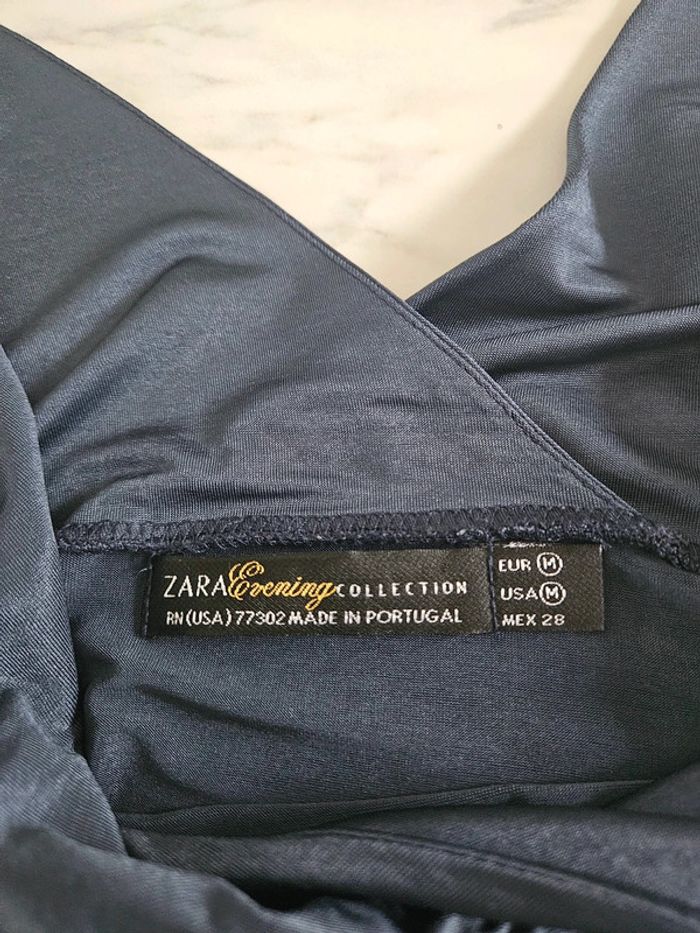 ZARA Evening COLLECTION
RN (USA) 77302 MADE IN PORTUGAL
EUR M
USA M
MEX 28